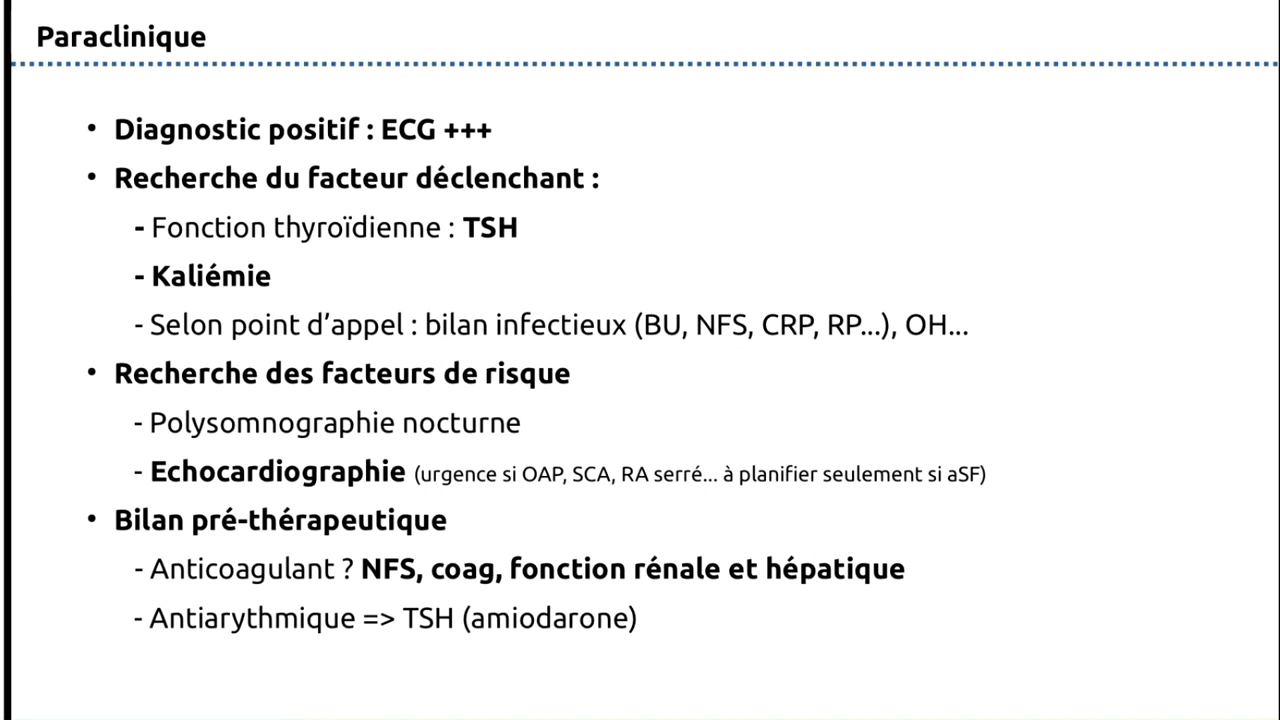 Paraclinique
• Diagnostic positif : ECG +++
• Recherche du facteur déclenchant :
- Fonction thyroïdienne : TSH
- Kaliémie
- Selon point d’appel : bilan infectieux (BU, NFS, CRP, RP...), OH...
• Recherche des facteurs de risque
- Polysomnographie nocturne
- Echocardiographie (urgence si OAP, SCA, RA serré... à planifier seulement si aSF)
• Bilan pré-thérapeutique
- Anticoagulant ? NFS, coag, fonction rénale et hépatique
- Antiarythmique => TSH (amiodarone)